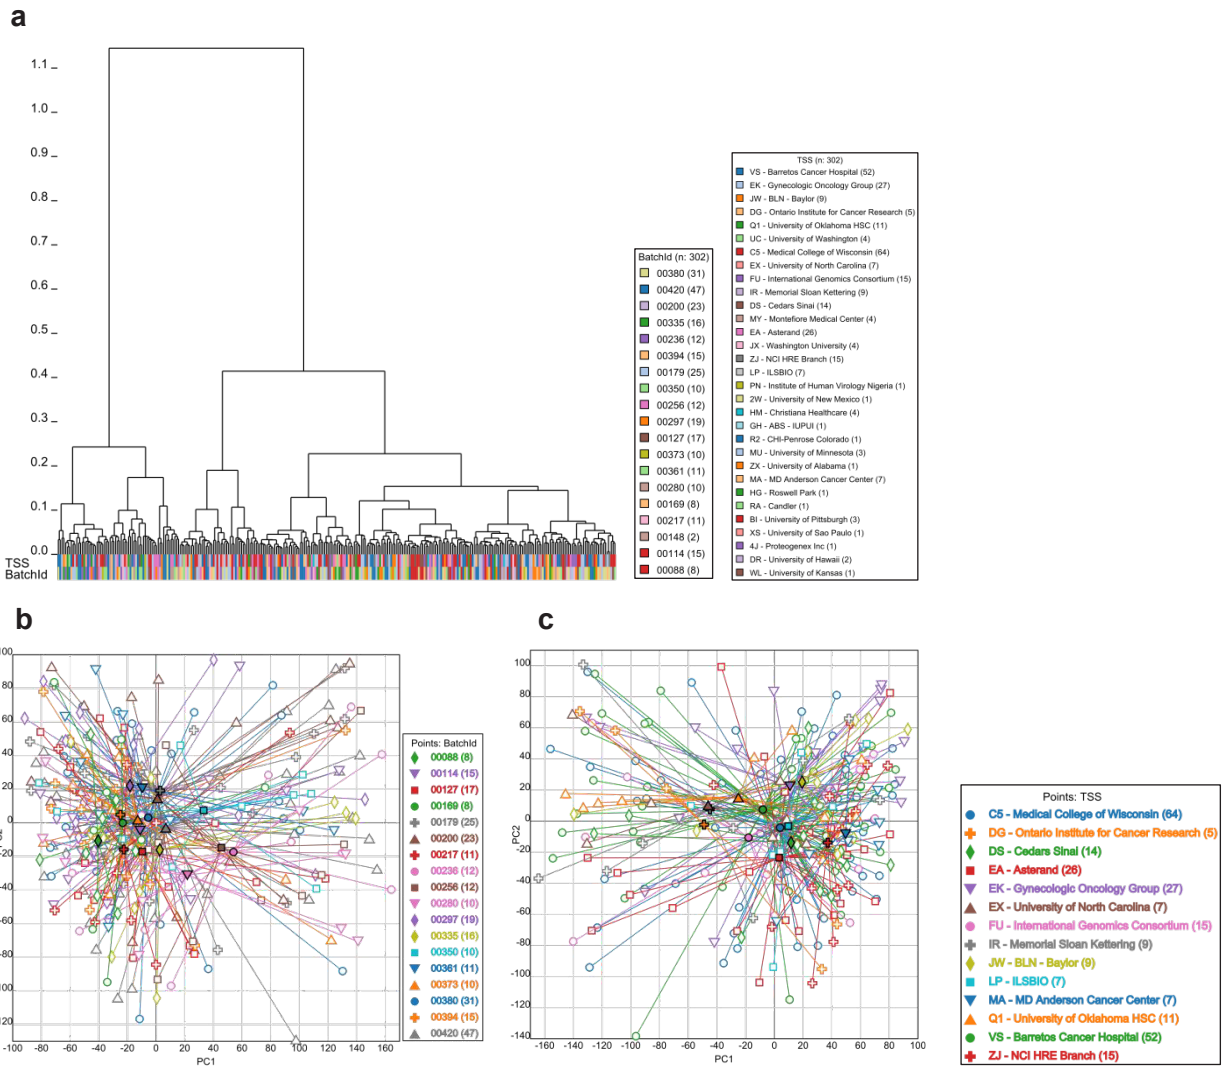 a
1.1
1.0
0.9
0.8
0.7
0.6
0.5
0.4
0.3
0.2
0.1
0.0
TSS
BatchId
BatchId (n: 302)
00380 (31)
00420 (47)
00200 (23)
00335 (16)
00236 (12)
00394 (15)
00179 (25)
00350 (10)
00256 (12)
00297 (19)
00127 (17)
00373 (10)
00361 (11)
00280 (10)
00169 (8)
00217 (11)
00148 (2)
00114 (15)
00088 (8)
TSS (n: 302)
VS - Barretos Cancer Hospital (52)
EK - Gynecologic Oncology Group (27)
JW - BLN - Baylor (9)
DG - Ontario Institute for Cancer Research (5)
Q1 - University of Oklahoma HSC (11)
UC - University of Washington (4)
C5 - Medical College of Wisconsin (64)
EX - University of North Carolina (7)
FU - International Genomics Consortium (15)
IR - Memorial Sloan Kettering (9)
DS - Cedars Sinai (14)
MY - Montefiore Medical Center (4)
EA - Asterand (26)
JX - Washington University (4)
ZJ - NCI HRE Branch (15)
LP - ILSBIO (7)
PN - Institute of Human Virology Nigeria (1)
2W - University of New Mexico (1)
HM - Christiana Healthcare (4)
GH - ABS - IUPUI (1)
R2 - CHI-Penrose Colorado (1)
MU - University of Minnesota (3)
ZX - University of Alabama (1)
MA - MD Anderson Cancer Center (7)
HG - Roswell Park (1)
RA - Candler (1)
BI - University of Pittsburgh (3)
XS - University of Sao Paulo (1)
4J - Proteogenex Inc (1)
DR - University of Hawaii (2)
WL - University of Kansas (1)
b
80
60
40
20
0
-20
-40
-60
-80
-100 -80 -60 -40 -20 0 20 40 60 80 100 120 140 160
PC1
Points: BatchId
00088 (8)
00114 (15)
00127 (17)
00169 (8)
00179 (25)
00200 (23)
00217 (11)
00236 (12)
00256 (12)
00280 (10)
00297 (19)
00335 (16)
00350 (10)
00361 (11)
00373 (10)
00380 (31)
00394 (15)
00420 (47)
c
PC2
100
80
60
40
20
0
-20
-40
-60
-80
-100
-120
-140
-160 -140 -120 -100 -80 -60 -40 -20 0 20 40 60 80 100
PC1
Points: TSS
C5 - Medical College of Wisconsin (64)
DG - Ontario Institute for Cancer Research (5)
DS - Cedars Sinai (14)
EA - Asterand (26)
EK - Gynecologic Oncology Group (27)
EX - University of North Carolina (7)
FU - International Genomics Consortium (15)
IR - Memorial Sloan Kettering (9)
JW - BLN - Baylor (9)
LP - ILSBIO (7)
MA - MD Anderson Cancer Center (7)
Q1 - University of Oklahoma HSC (11)
VS - Barretos Cancer Hospital (52)
ZJ - NCI HRE Branch (15)